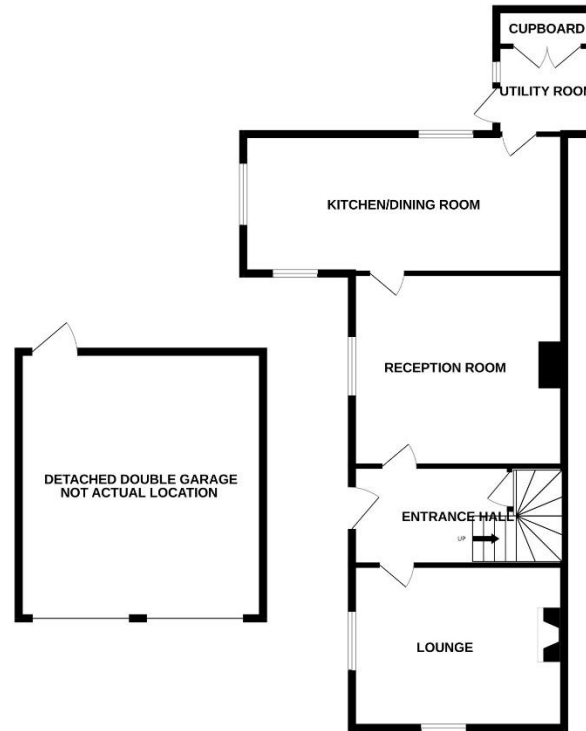 CUPBOARD
UTILITY ROOM
KITCHEN/DINING ROOM
RECEPTION ROOM
DETACHED DOUBLE GARAGE
NOT ACTUAL LOCATION
ENTRANCE HALL
UP
LOUNGE